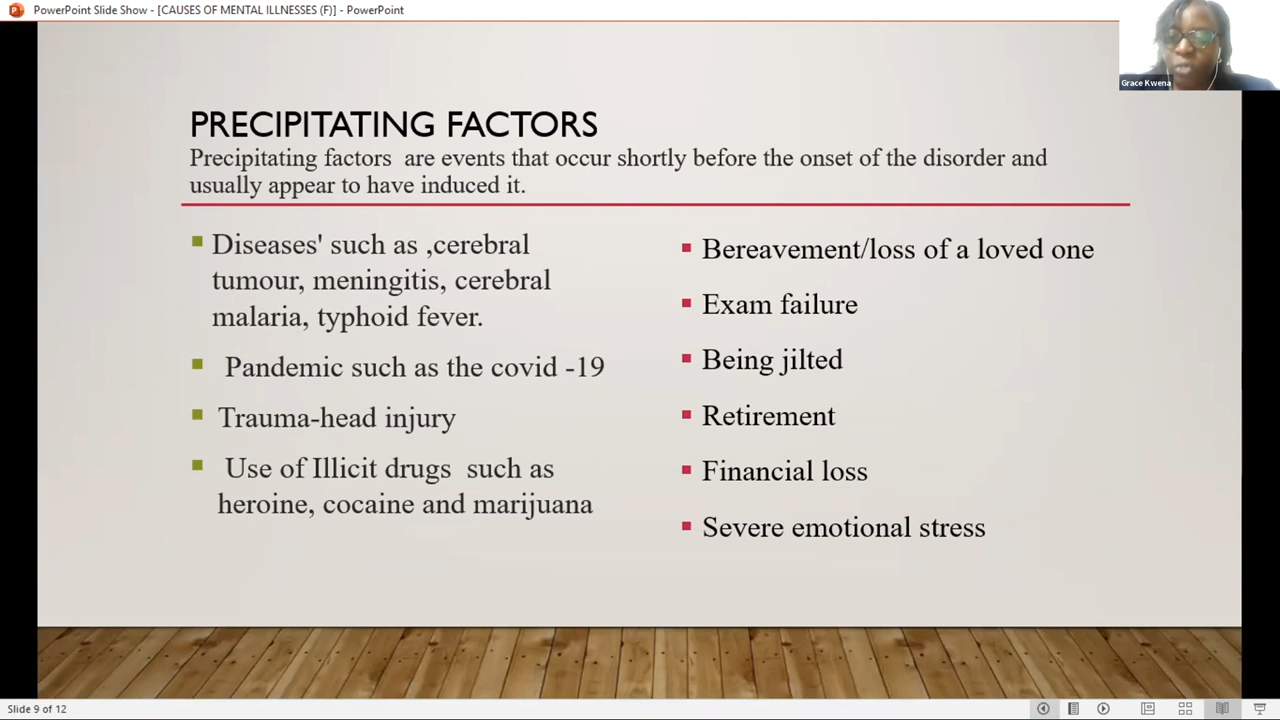 PowerPoint Slide Show - [CAUSES OF MENTAL ILLNESSES (F)] - PowerPoint
Grace Kwena
PRECIPITATING FACTORS
Precipitating factors are events that occur shortly before the onset of the disorder and
usually appear to have induced it.
Diseases' such as ,cerebral
tumour, meningitis, cerebral
malaria, typhoid fever.
Pandemic such as the covid -19
Trauma-head injury
Use of Illicit drugs such as
heroine, cocaine and marijuana
Bereavement/loss of a loved one
Exam failure
Being jilted
Retirement
Financial loss
Severe emotional stress
Slide 9 of 12